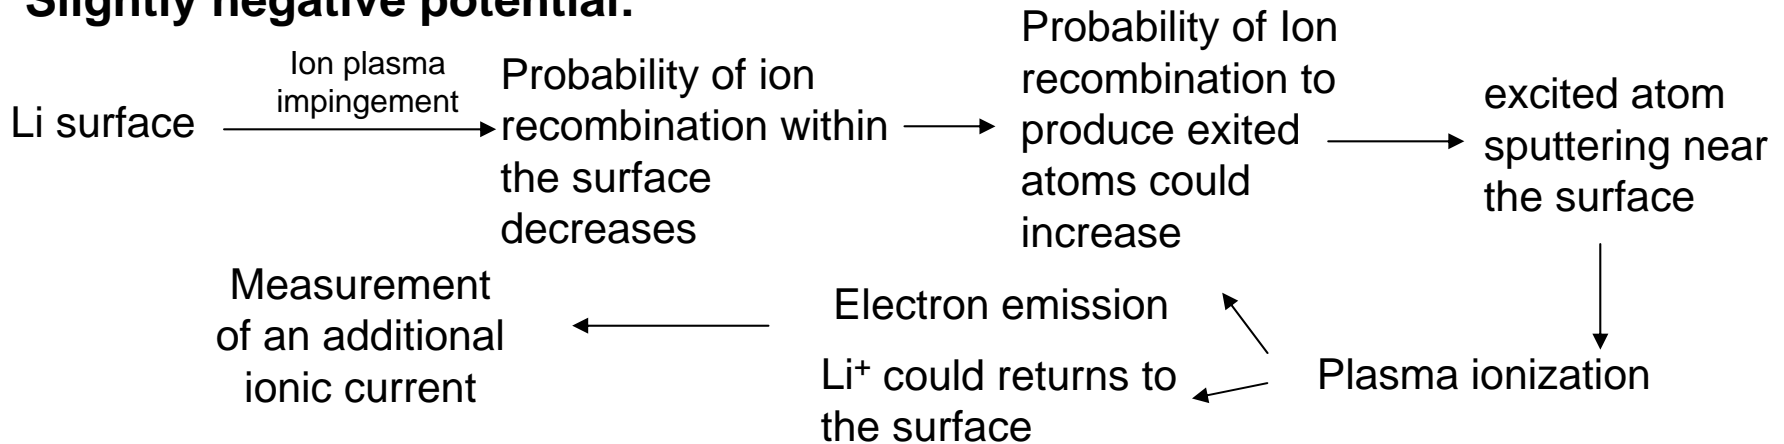 Slightly negative potential:
Li surface
Ion plasma
impingement
Probability of ion
recombination within
the surface
decreases
Probability of Ion
recombination to
produce exited
atoms could
increase
excited atom
sputtering near
the surface
Plasma ionization
Electron emission
Li⁺ could returns to
the surface
Measurement
of an additional
ionic current